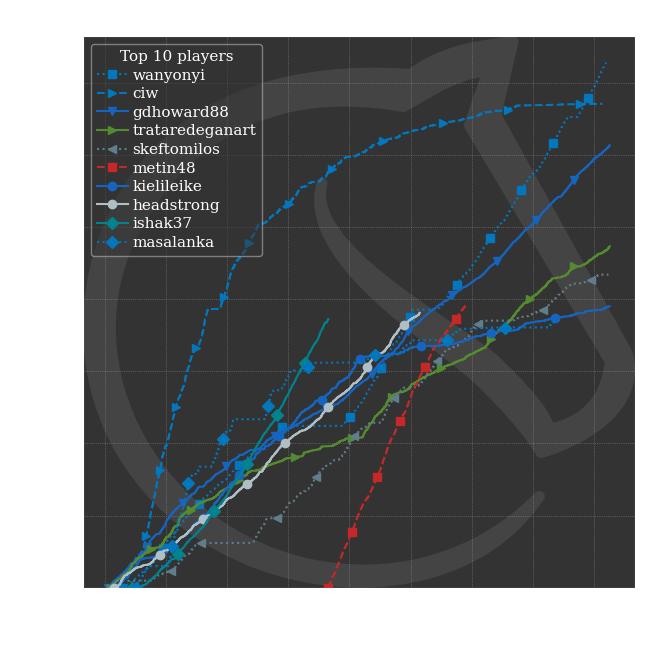 Top 10 players
wanyonyi
ciw
gdhoward88
trataredeganart
skeftomilos
metin48
kielileike
headstrong
ishak37
masalanka